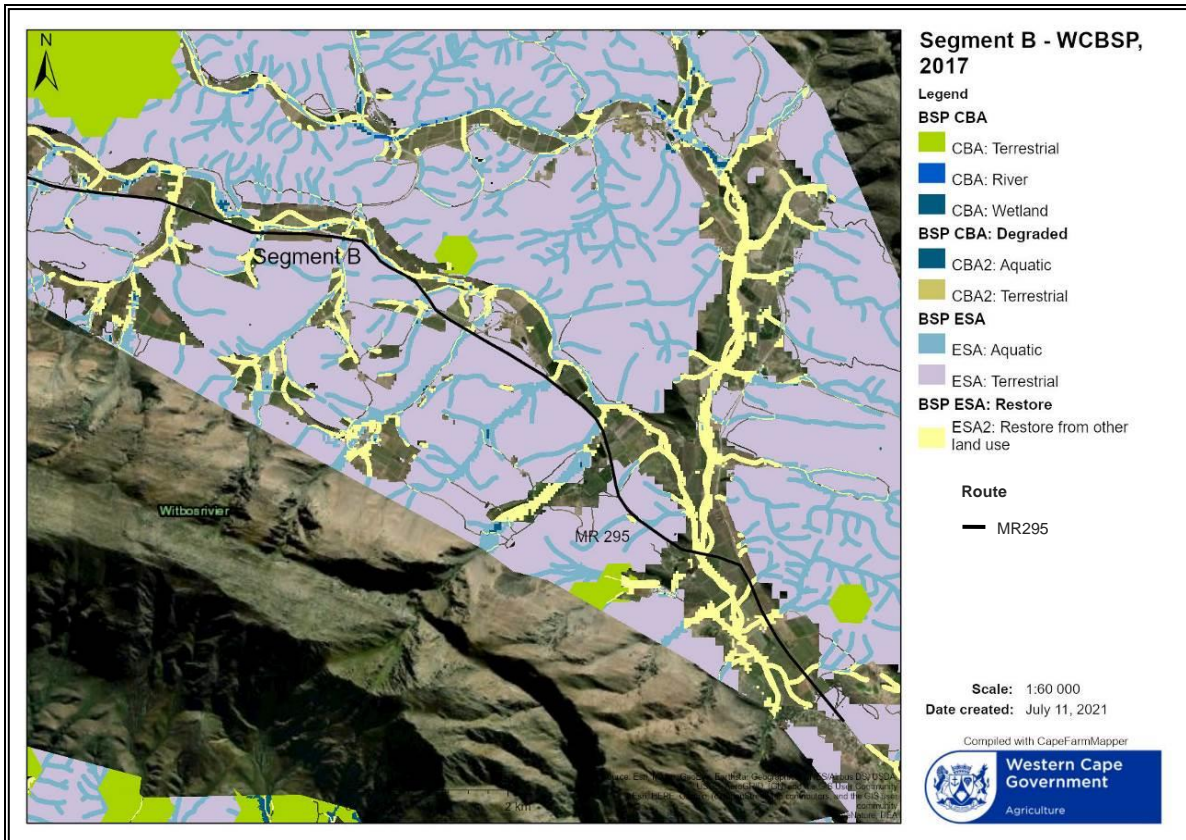 N
Segment B
Witbosrivier
MR 295
2 km
Segment B - WCBSP,
2017
Legend
BSP CBA
CBA: Terrestrial
CBA: River
CBA: Wetland
BSP CBA: Degraded
CBA2: Aquatic
CBA2: Terrestrial
BSP ESA
ESA: Aquatic
ESA: Terrestrial
BSP ESA: Restore
ESA2: Restore from other
land use
Route
MR295
Scale: 1:60 000
Date created: July 11, 2021
Compiled with CapeFarmMapper
Western Cape
Government
Agriculture